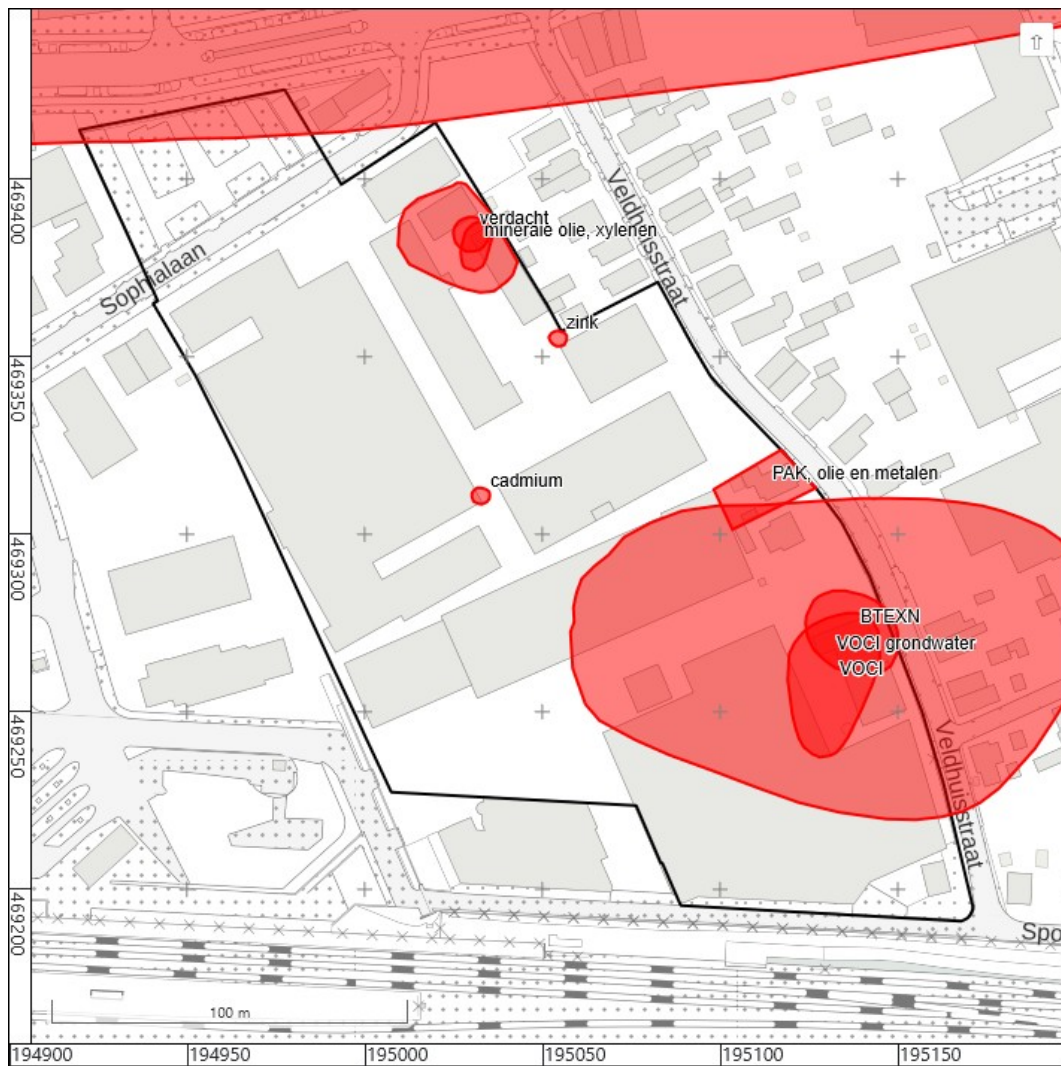 ⇧
469400
Sophialaan
Veldhuisstraat
verdacht
minerale olie, xylenen
zink
469350
cadmium
PAK, olie en metalen
469300
BTEXN
VOCl grondwater
VOCl
469250
Veldhuisstraat
469200
Spo
100 m
194900
194950
195000
195050
195100
195150